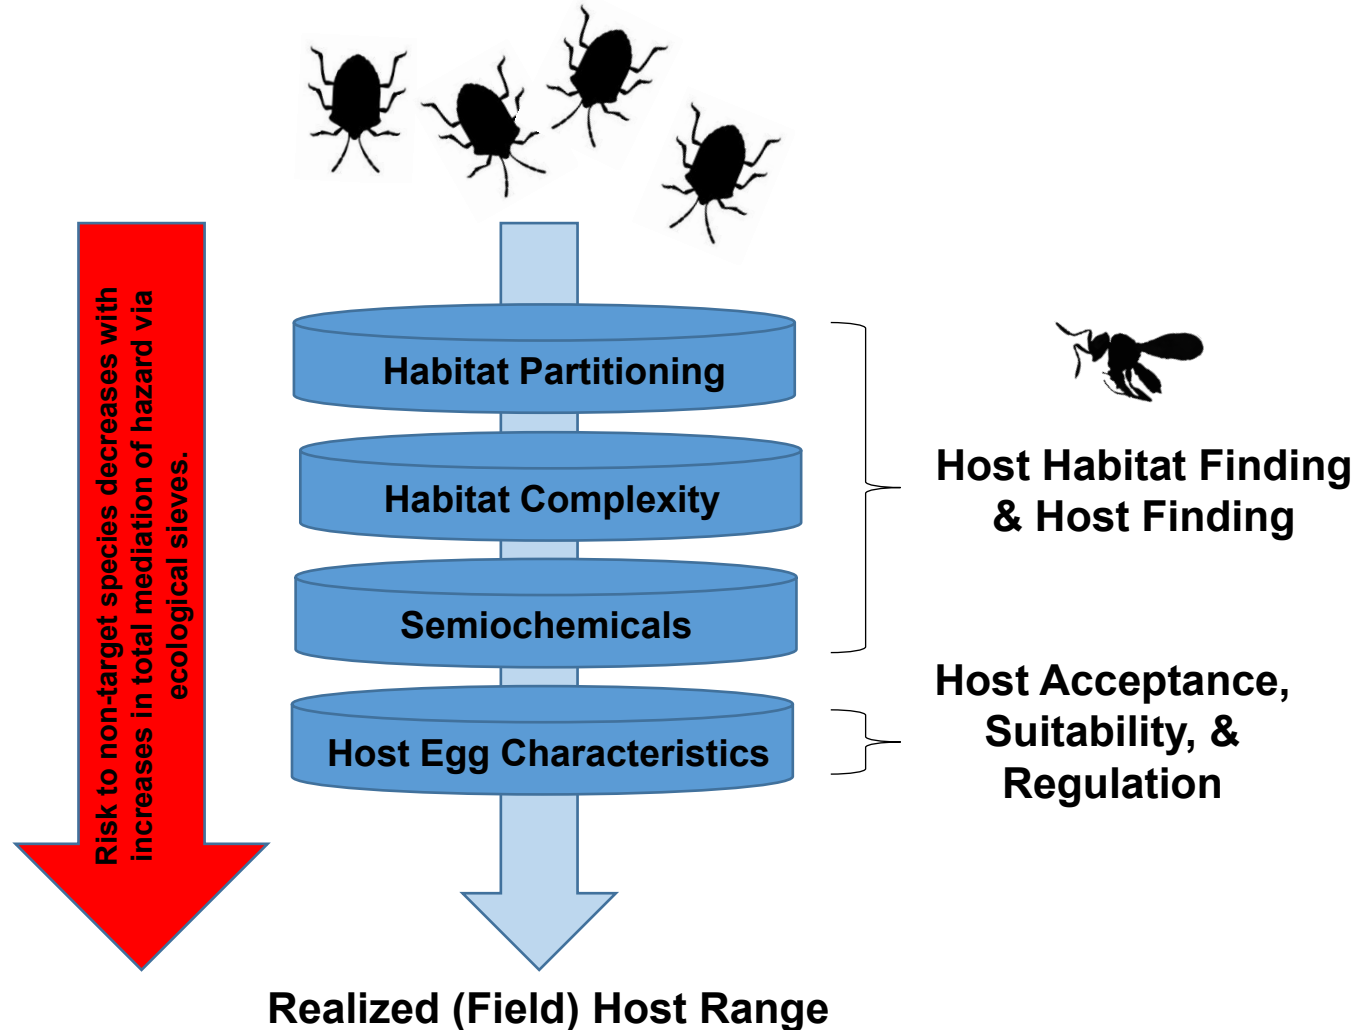 Risk to non-target species decreases with
increases in total mediation of hazard via
ecological sieves.
Habitat Partitioning
Habitat Complexity
Semiochemicals
Host Egg Characteristics
Host Habitat Finding
& Host Finding
Host Acceptance,
Suitability, &
Regulation
Realized (Field) Host Range